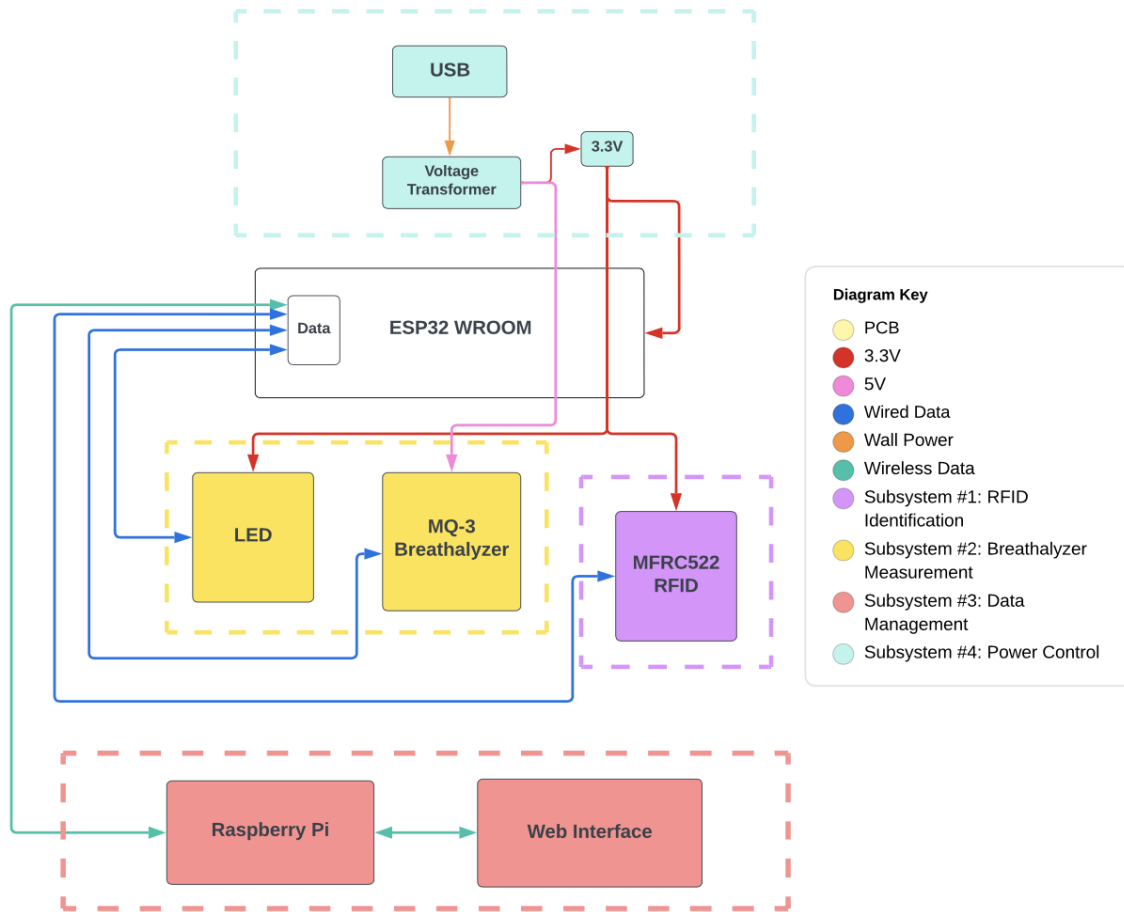 USB
Voltage
Transformer
3.3V
Data
ESP32 WROOM
LED
MQ-3
Breathalyzer
MFRC522
RFID
Raspberry Pi
Web Interface
Diagram Key
PCB
3.3V
5V
Wired Data
Wall Power
Wireless Data
Subsystem #1: RFID
Identification
Subsystem #2: Breathalyzer
Measurement
Subsystem #3: Data
Management
Subsystem #4: Power Control